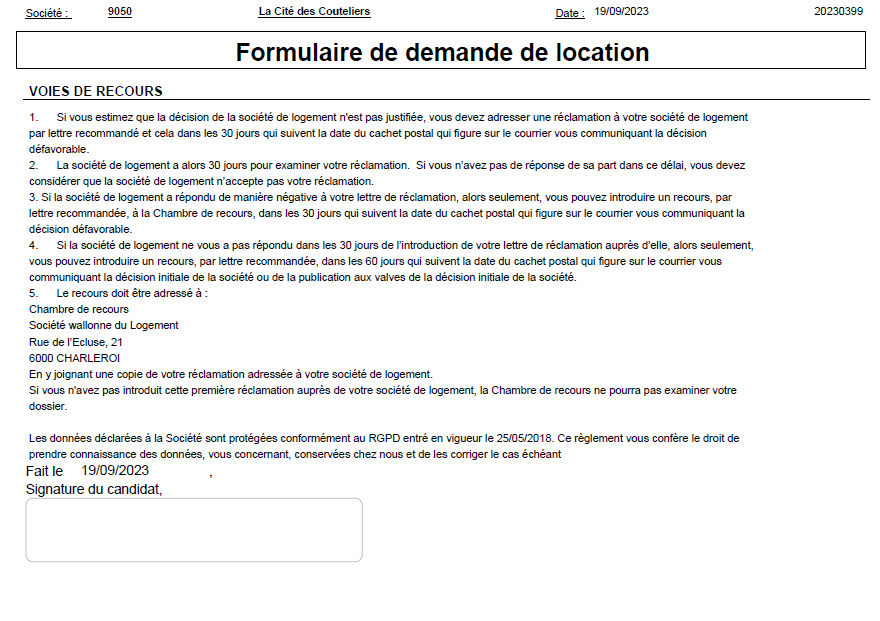 Société : 9050 La Cité des Couteliers Date : 19/09/2023 20230399
Formulaire de demande de location
VOIES DE RECOURS
1. Si vous estimez que la décision de la société de logement n'est pas justifiée, vous devez adresser une réclamation à votre société de logement
par lettre recommandé et cela dans les 30 jours qui suivent la date du cachet postal qui figure sur le courrier vous communiquant la décision
défavorable.
2. La société de logement a alors 30 jours pour examiner votre réclamation. Si vous n'avez pas de réponse de sa part dans ce délai, vous devez
considérer que la société de logement n'accepte pas votre réclamation.
3. Si la société de logement a répondu de manière négative à votre lettre de réclamation, alors seulement, vous pouvez introduire un recours, par
lettre recommandée, à la Chambre de recours, dans les 30 jours qui suivent la date du cachet postal qui figure sur le courrier vous communiquant la
décision défavorable.
4. Si la société de logement ne vous a pas répondu dans les 30 jours de l'introduction de votre lettre de réclamation auprès d'elle, alors seulement,
vous pouvez introduire un recours, par lettre recommandée, dans les 60 jours qui suivent la date du cachet postal qui figure sur le courrier vous
communiquant la décision initiale de la société ou de la publication aux valves de la décision initiale de la société.
5. Le recours doit être adressé à :
Chambre de recours
Société wallonne du Logement
Rue de l'Ecluse, 21
6000 CHARLEROI
En y joignant une copie de votre réclamation adressée à votre société de logement.
Si vous n'avez pas introduit cette première réclamation auprès de votre société de logement, la Chambre de recours ne pourra pas examiner votre
dossier.
Les données déclarées à la Société sont protégées conformément au RGPD entré en vigueur le 25/05/2018. Ce règlement vous confère le droit de
prendre connaissance des données, vous concernant, conservées chez nous et de les corriger le cas échéant
Fait le 19/09/2023 ,
Signature du candidat,